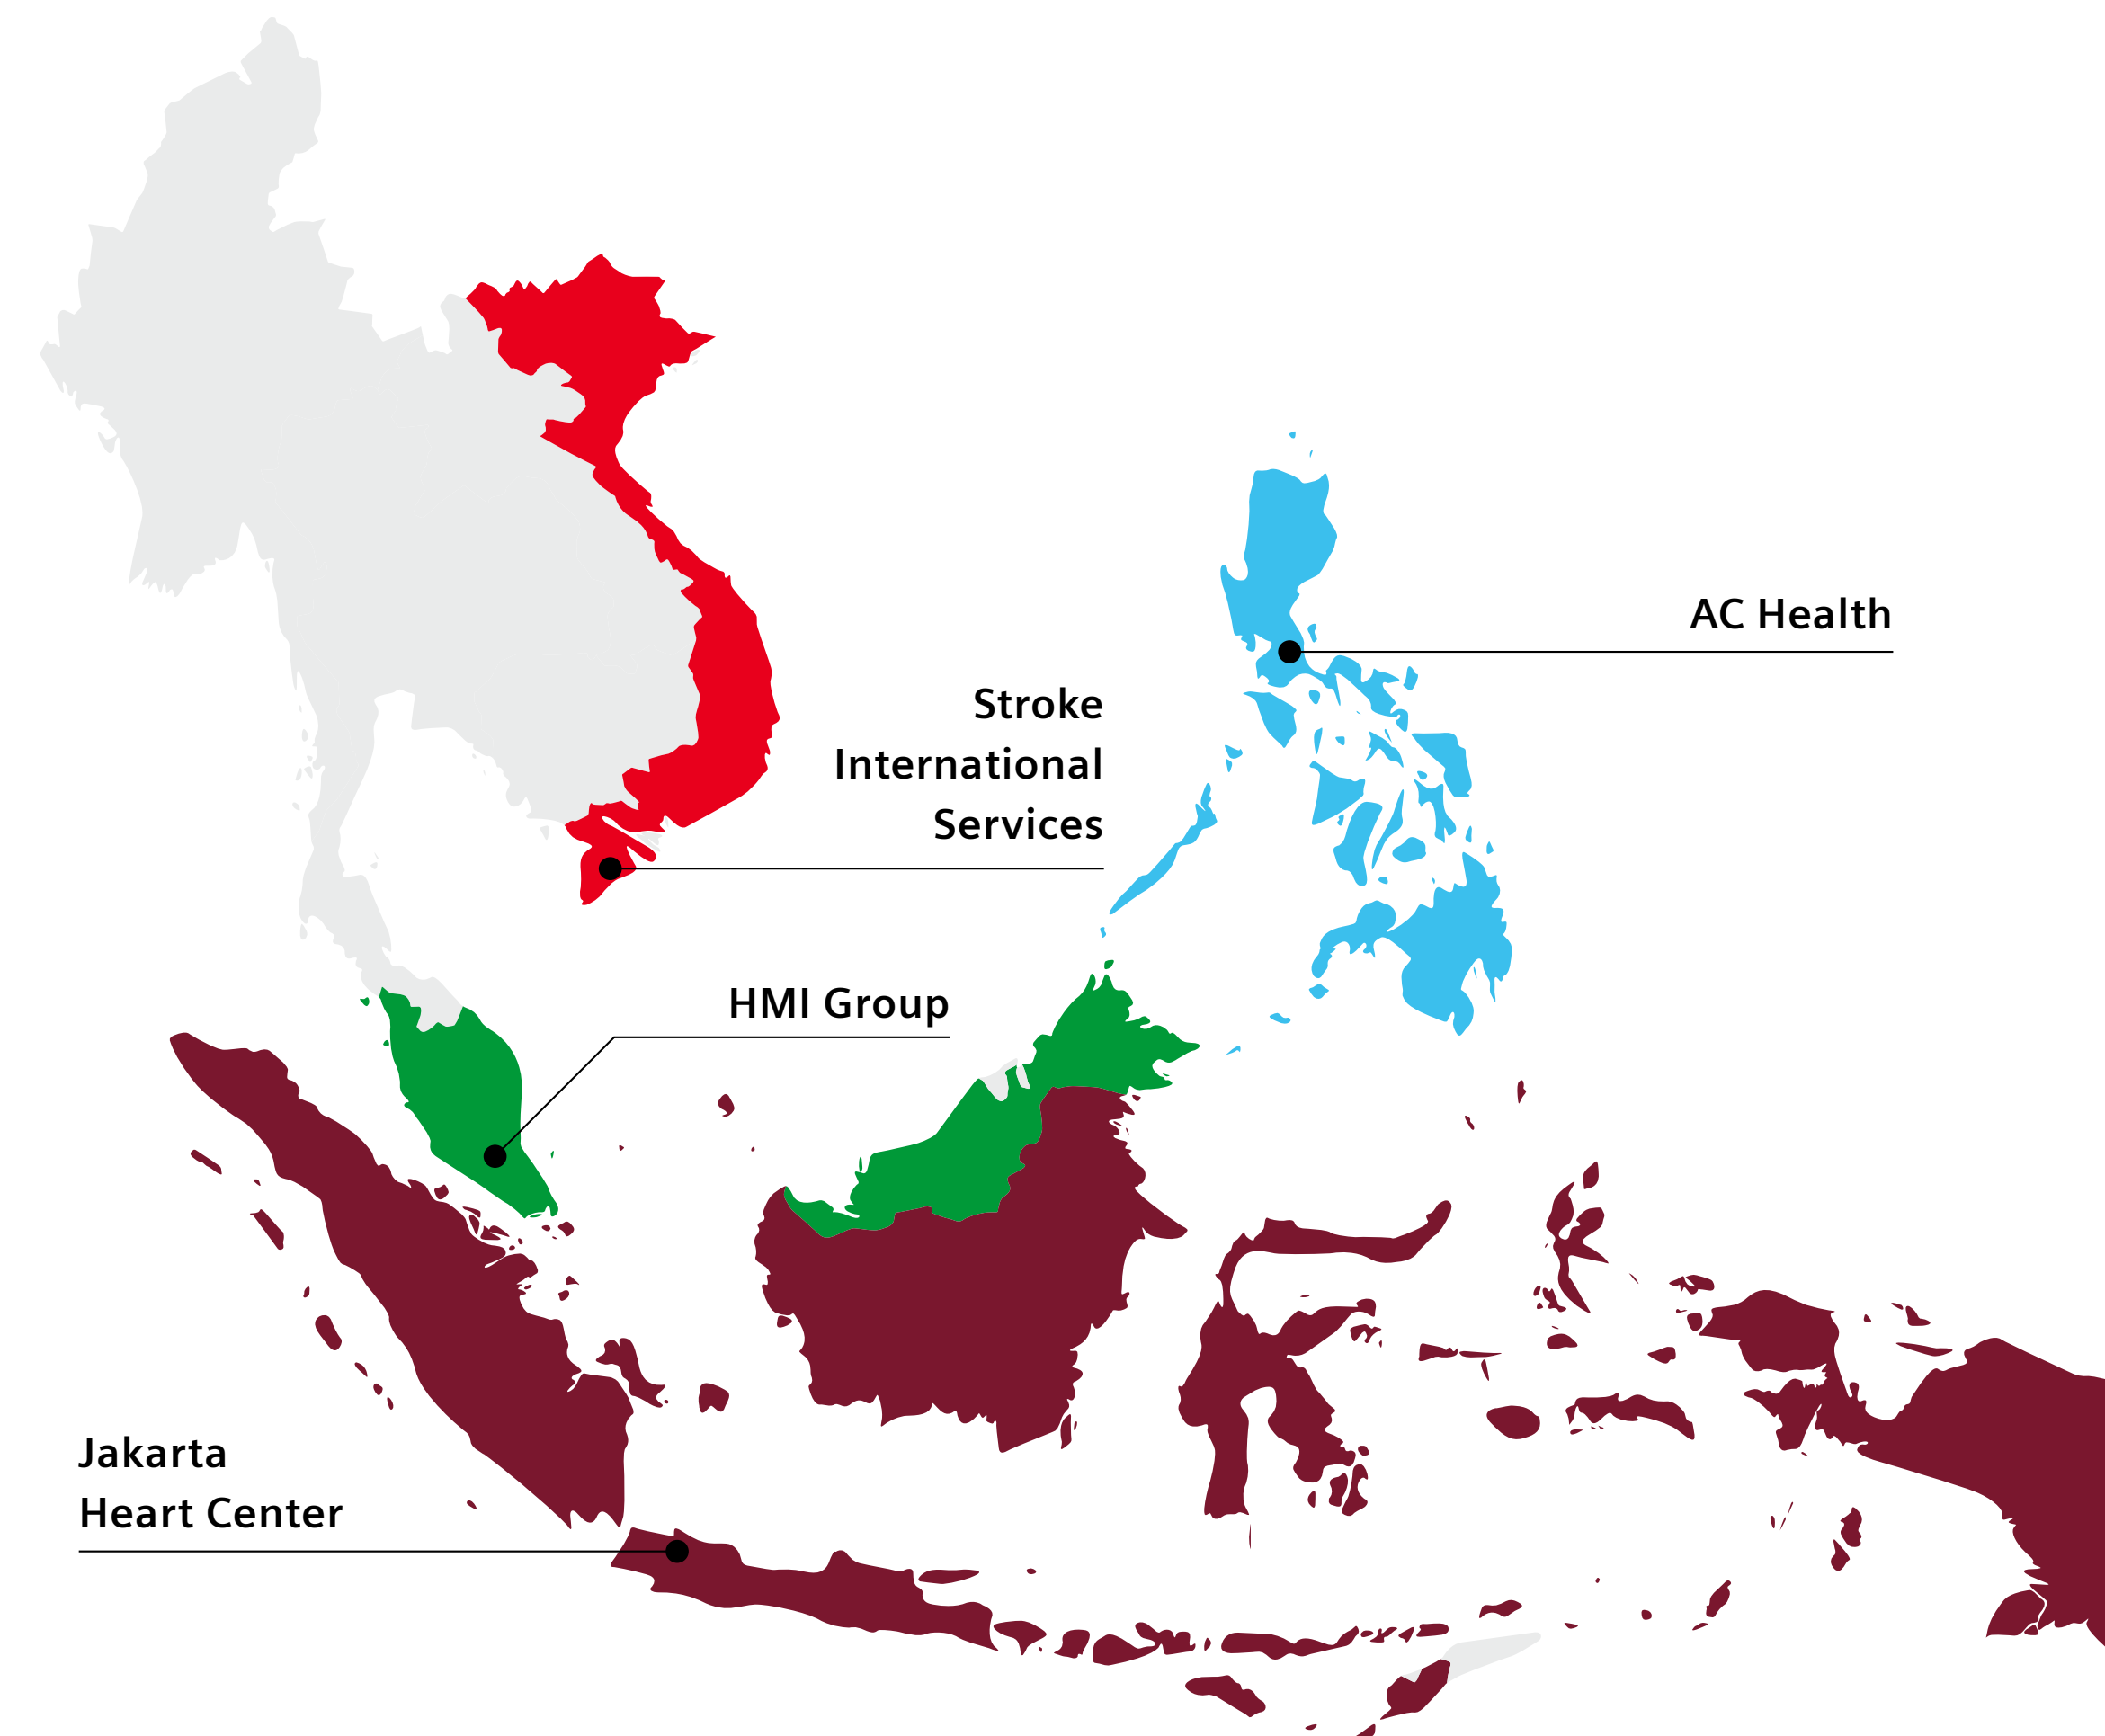 AC Health
Stroke
International
Services
HMI Group
Jakarta
Heart Center